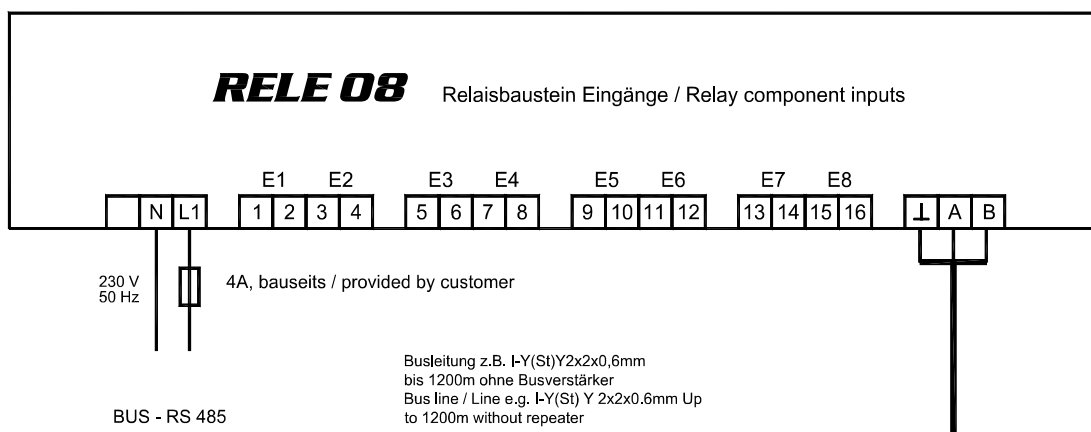 RELE 08 Relaisbaustein Eingänge / Relay component inputs
E1 E2 E3 E4 E5 E6 E7 E8
N L1 1 2 3 4 5 6 7 8 9 10 11 12 13 14 15 16 ⊥ A B
230 V
50 Hz
4A, bauseits / provided by customer
Busleitung z.B. I-Y(St)Y2x2x0,6mm
bis 1200m ohne Busverstärker
Bus line / Line e.g. I-Y(St) Y 2x2x0.6mm Up
to 1200m without repeater
BUS - RS 485